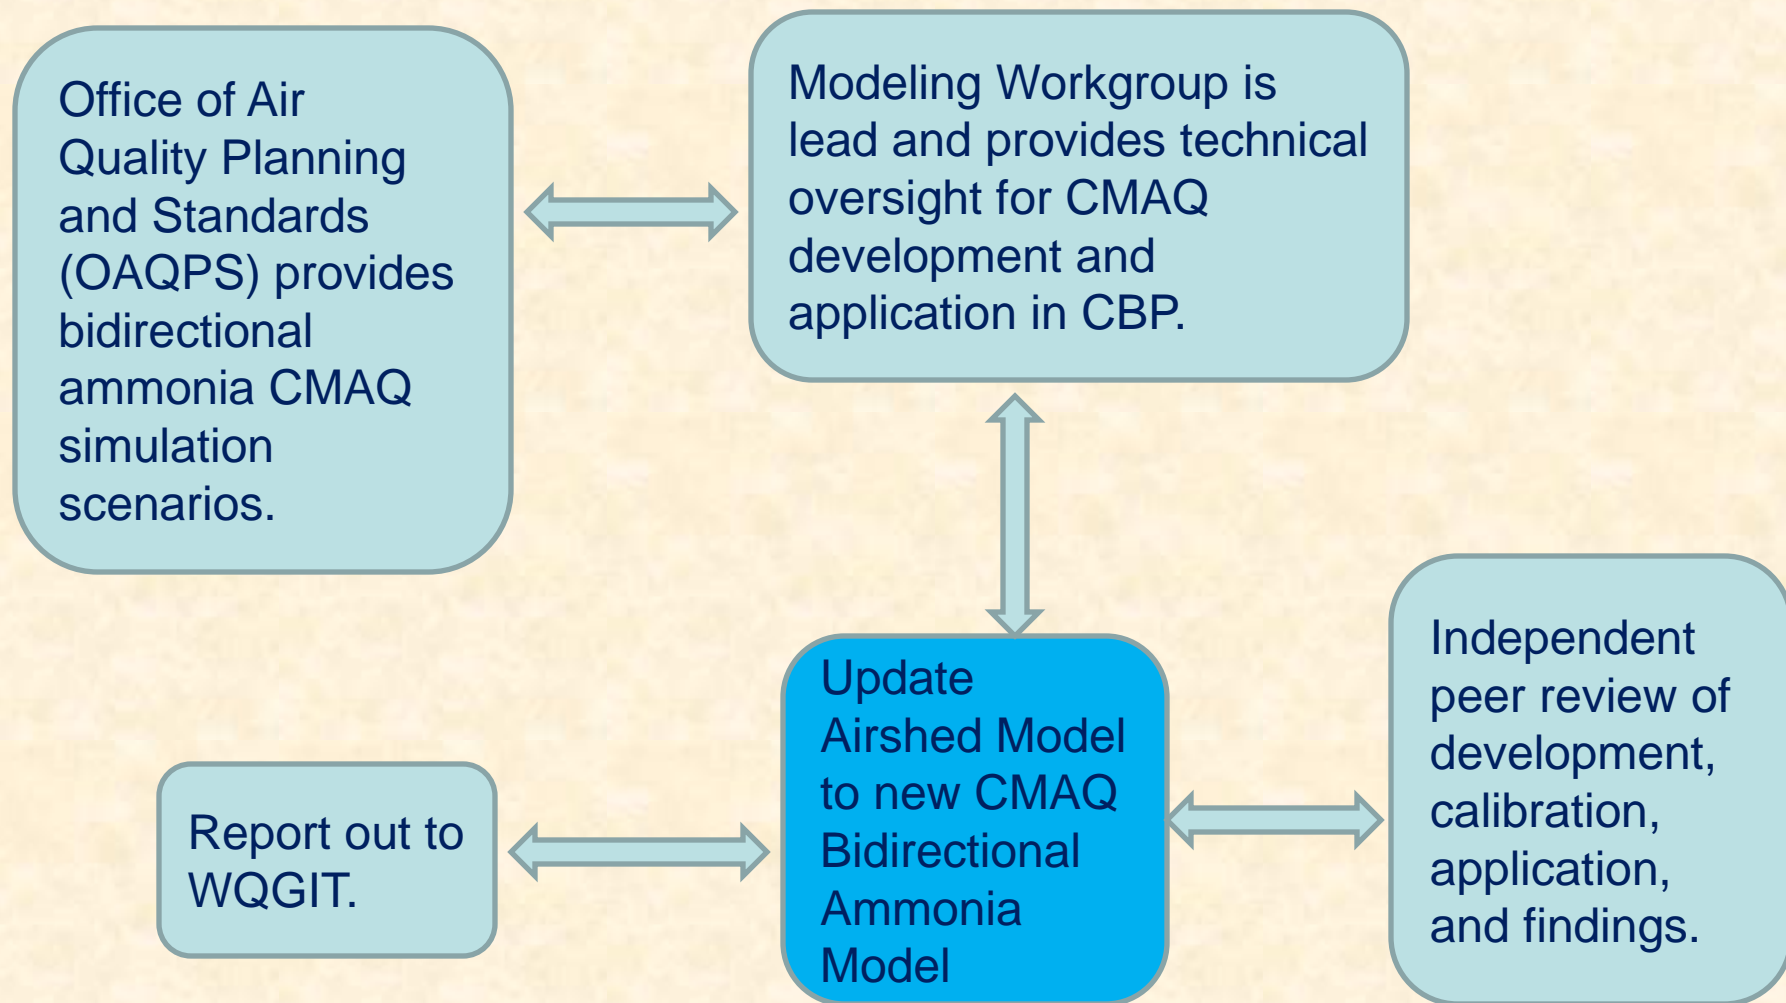 Office of Air
Quality Planning
and Standards
(OAQPS) provides
bidirectional
ammonia CMAQ
simulation
scenarios.
Modeling Workgroup is
lead and provides technical
oversight for CMAQ
development and
application in CBP.
Update
Airshed Model
to new CMAQ
Bidirectional
Ammonia
Model
Report out to
WQGIT.
Independent
peer review of
development,
calibration,
application,
and findings.